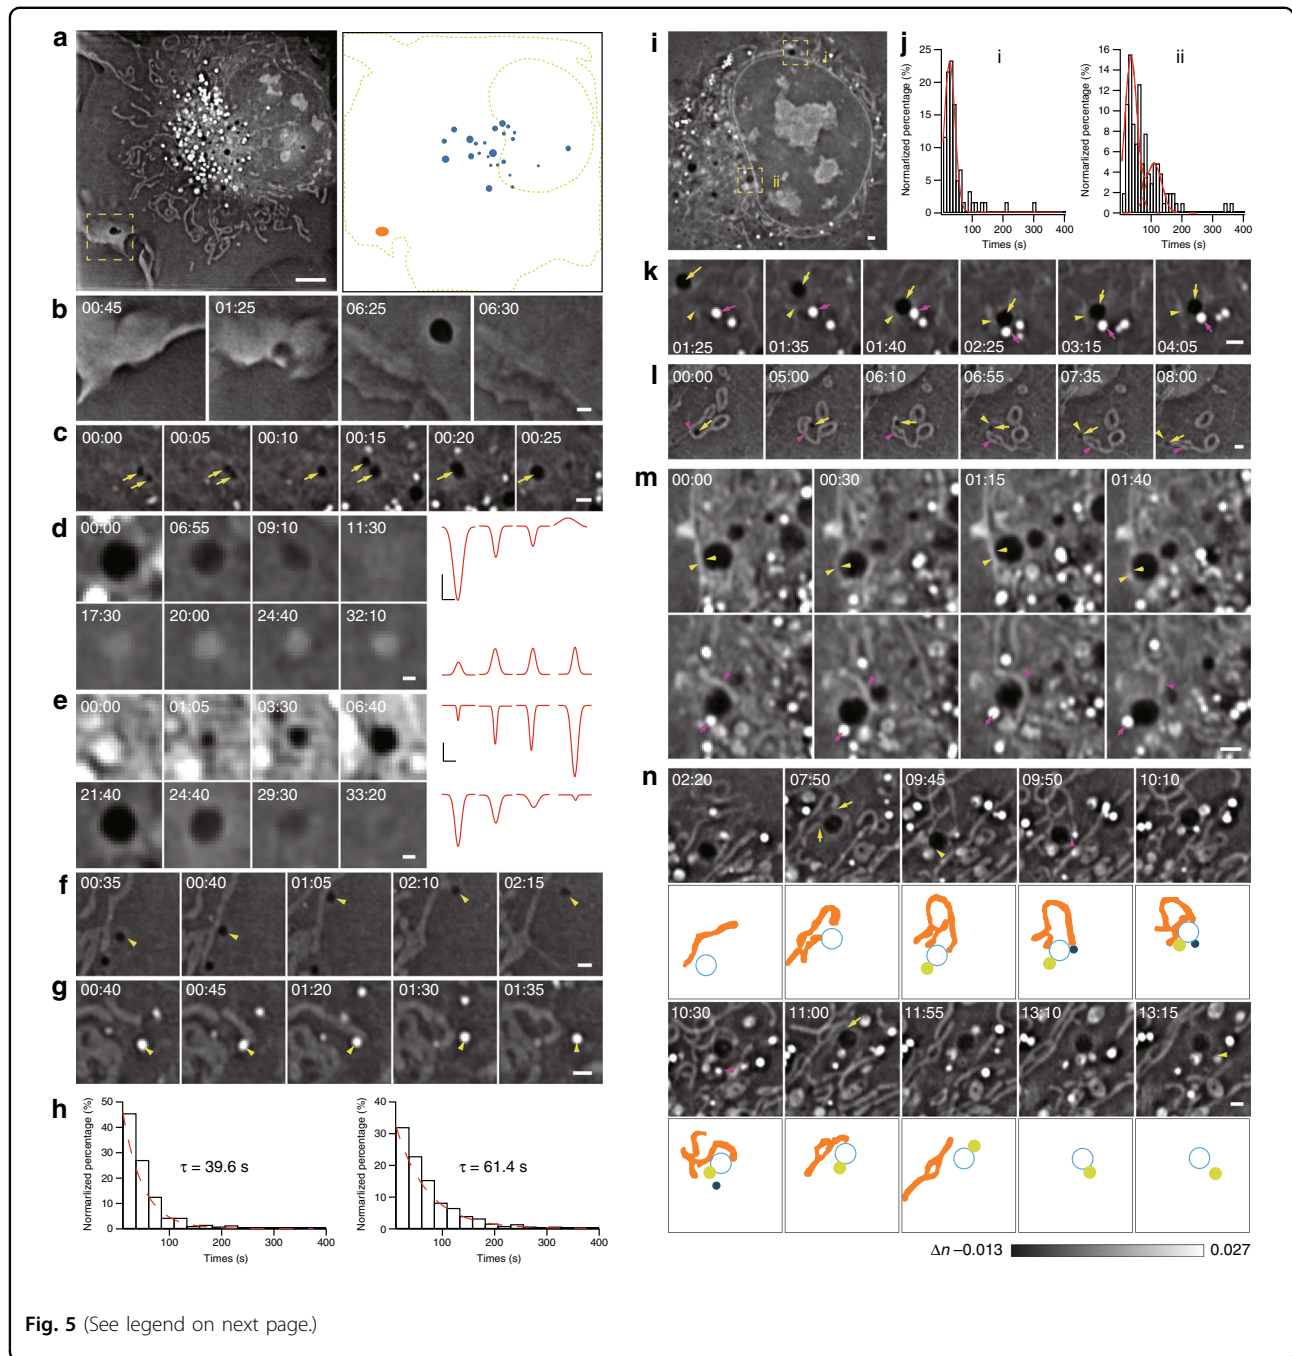 a
b
00:45 01:25 06:25 06:30
c
00:00 00:05 00:10 00:15 00:20 00:25
d
00:00 06:55 09:10 11:30
17:30 20:00 24:40 32:10
e
00:00 01:05 03:30 06:40
21:40 24:40 29:30 33:20
f
00:35 00:40 01:05 02:10 02:15
g
00:40 00:45 01:20 01:30 01:35
h
Normarlized percentage (%)
50
40
30
20
10
0
τ = 39.6 s
100 200 300 400
Times (s)
Normarlized percentage (%)
40
30
20
10
0
τ = 61.4 s
100 200 300 400
Times (s)
i
i
ii
j
i
Normarlized percentage (%)
25
20
15
10
5
0
0 200 400
Times (s)
ii
Normarlized percentage (%)
16
14
12
10
8
6
4
2
0
0 200 400
Times (s)
k
01:25 01:35 01:40 02:25 03:15 04:05
l
00:00 05:00 06:10 06:55 07:35 08:00
m
00:00 00:30 01:15 01:40
n
02:20 07:50 09:45 09:50 10:10
10:30 11:00 11:55 13:10 13:15
Δn –0.013 0.027
Fig. 5 (See legend on next page.)